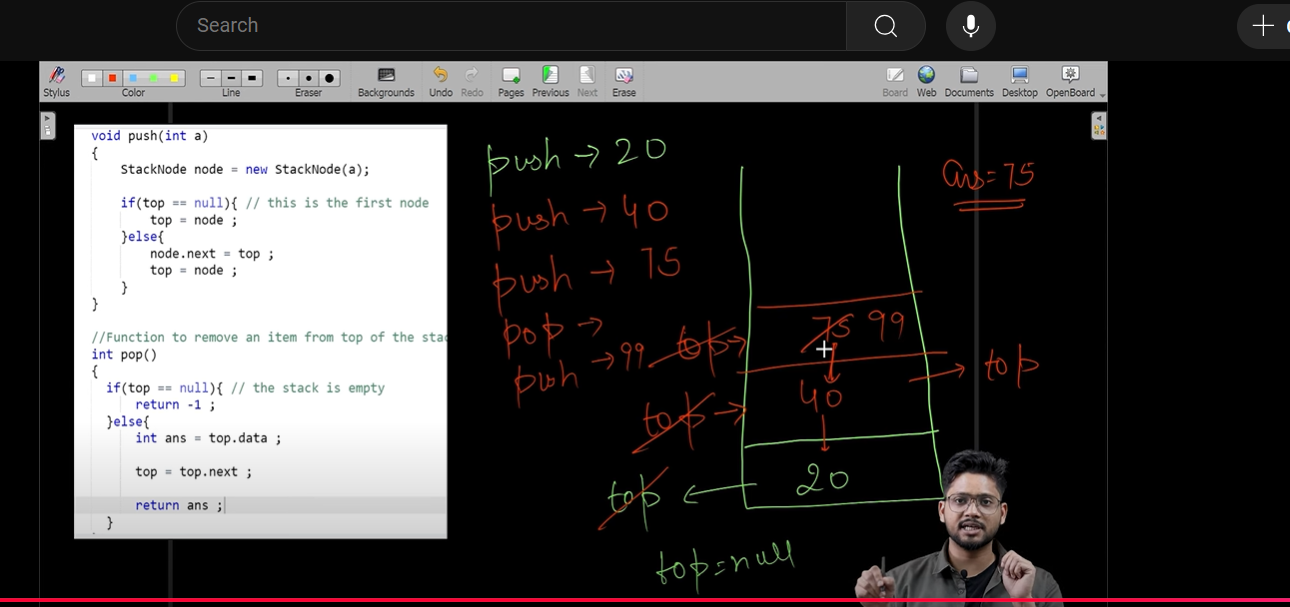 Search
Stylus
Color
Line
Eraser
Backgrounds
Undo
Redo
Pages
Previous
Next
Erase
Board
Web
Documents
Desktop
OpenBoard
void push(int a)
{
StackNode node = new StackNode(a);
if(top == null){ // this is the first node
top = node ;
}else{
node.next = top ;
top = node ;
}
}
//Function to remove an item from top of the stac
int pop()
{
if(top == null){ // the stack is empty
return -1 ;
}else{
int ans = top.data ;
top = top.next ;
return ans ;
}
push → 20
push → 40
push → 75
pop →
push → 99
top →
top →
top ←
top = null
75 99
40
20
→ top
ans = 75